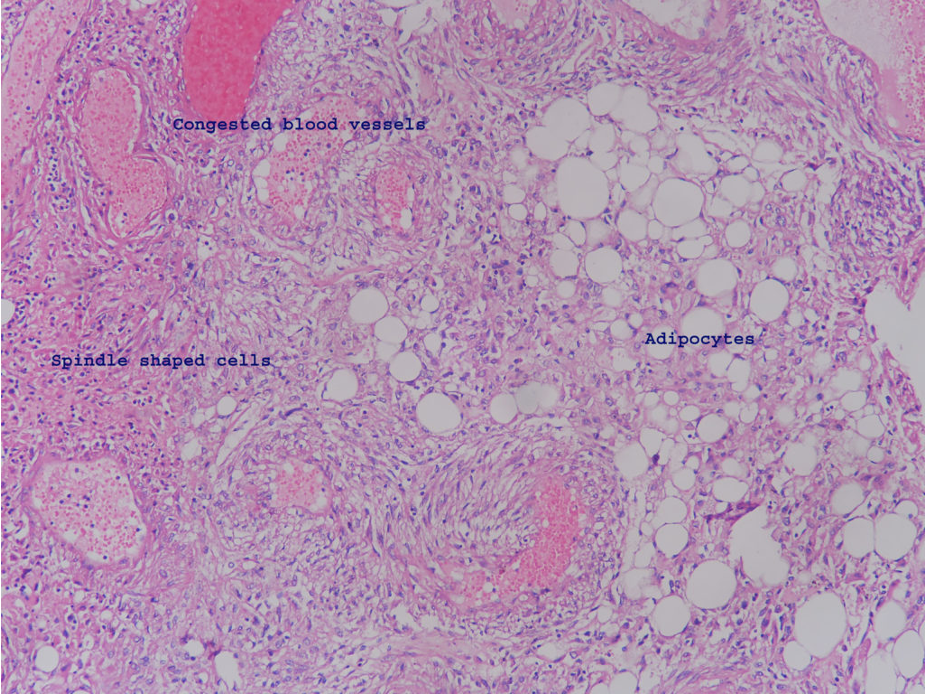 Congested blood vessels
Adipocytes
Spindle shaped cells